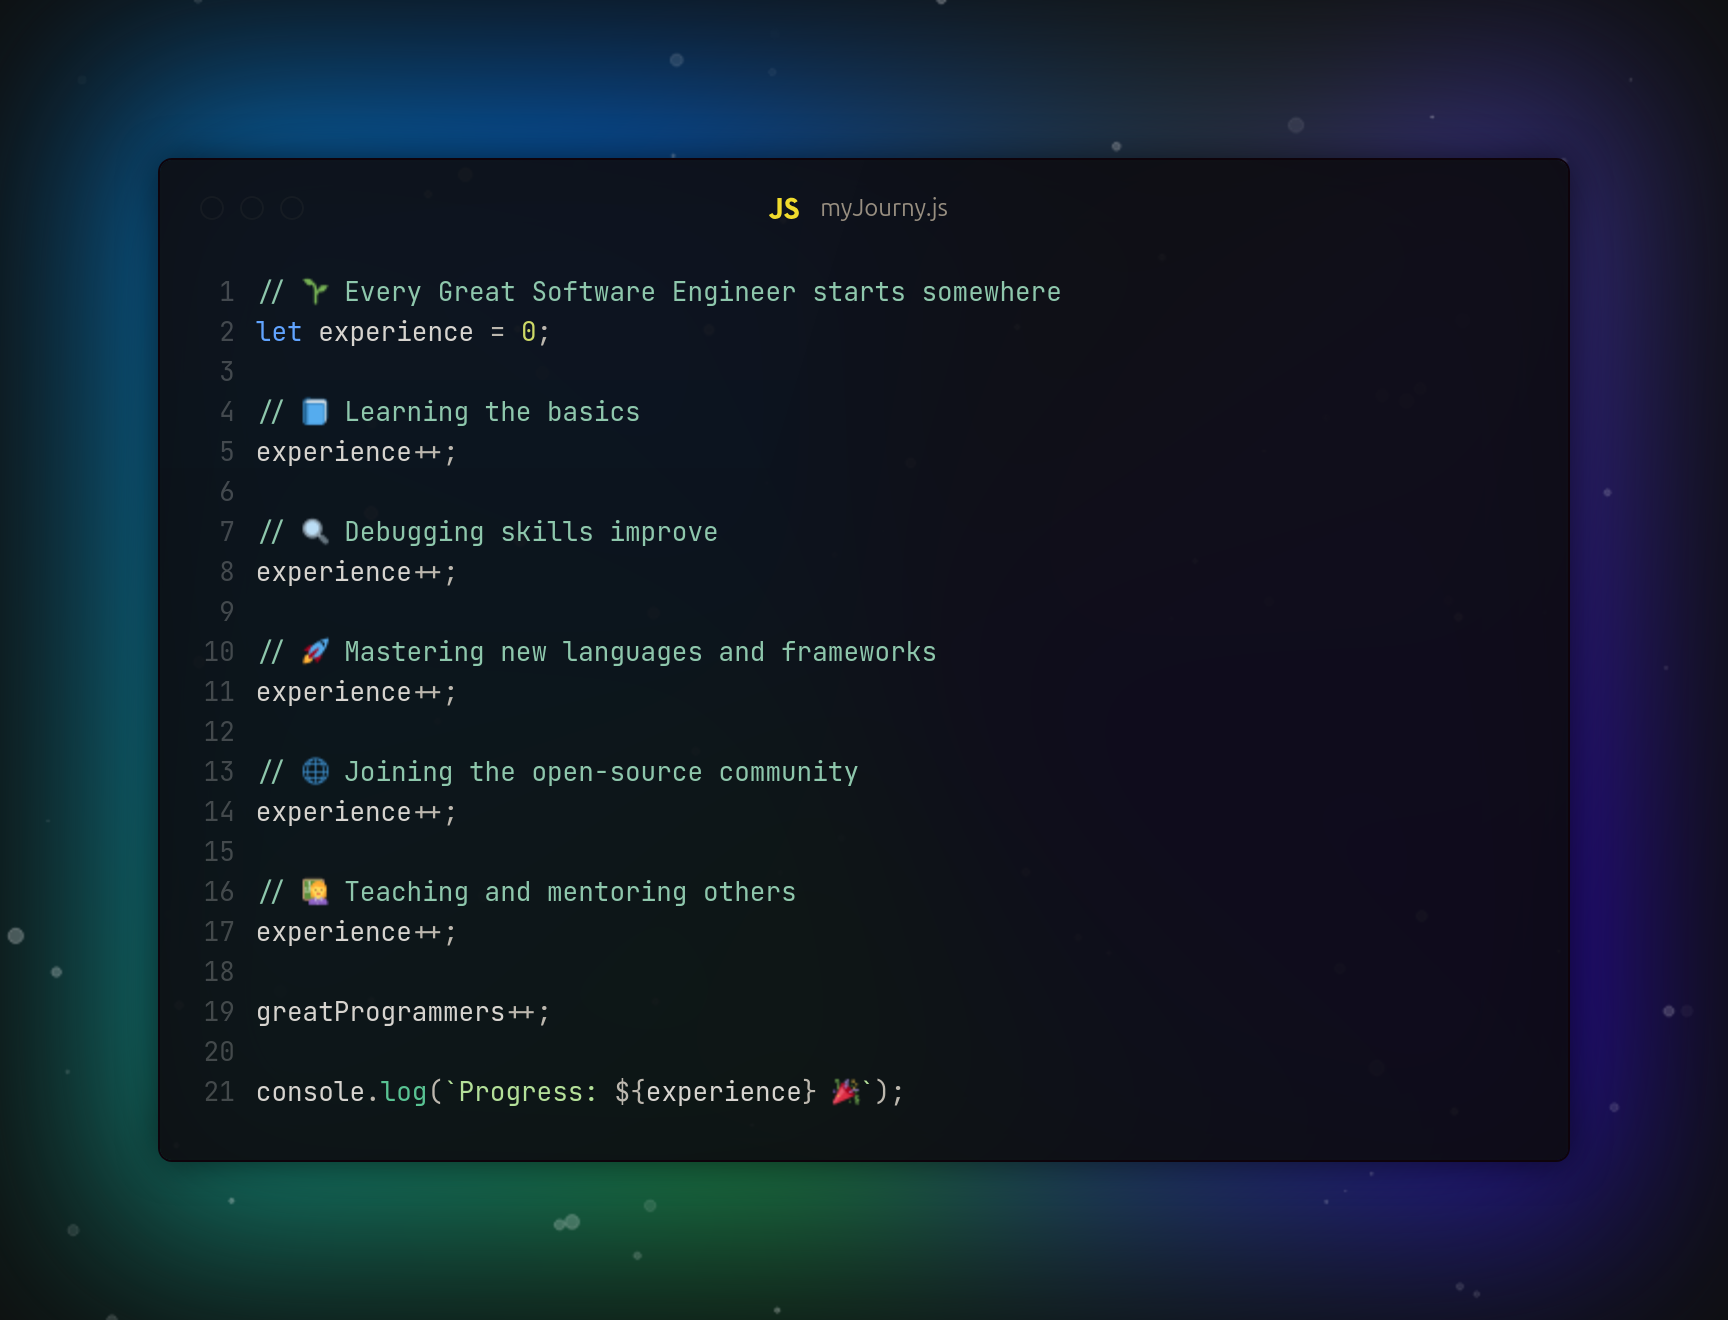 JS myJourny.js
1 // 🌱 Every Great Software Engineer starts somewhere
2 let experience = 0;
3
4 // 📘 Learning the basics
5 experience++;
6
7 // 🔍 Debugging skills improve
8 experience++;
9
10 // 🚀 Mastering new languages and frameworks
11 experience++;
12
13 // 🌐 Joining the open-source community
14 experience++;
15
16 // 👩‍🏫 Teaching and mentoring others
17 experience++;
18
19 greatProgrammers++;
20
21 console.log(`Progress: ${experience} 🎉`);